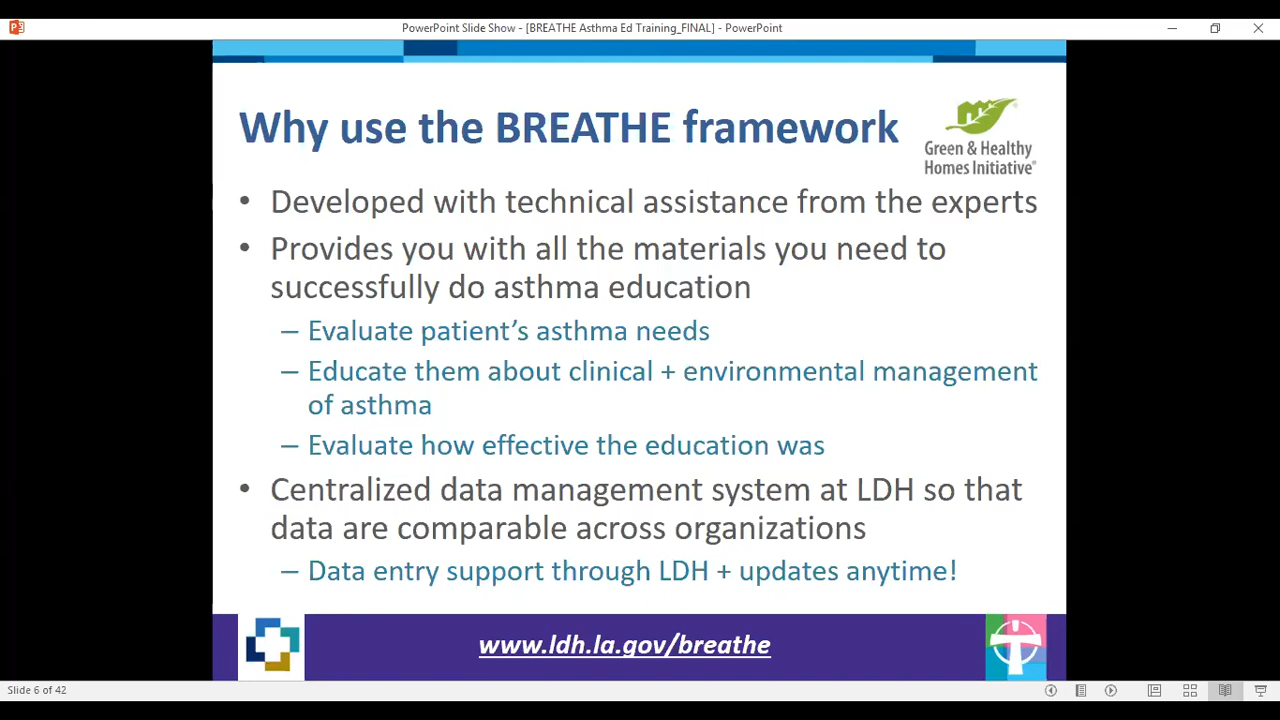 PowerPoint Slide Show - [BREATHE Asthma Ed Training_FINAL] - PowerPoint
Why use the BREATHE framework
Green & Healthy
Homes Initiative®
• Developed with technical assistance from the experts
• Provides you with all the materials you need to
successfully do asthma education
– Evaluate patient's asthma needs
– Educate them about clinical + environmental management
of asthma
– Evaluate how effective the education was
• Centralized data management system at LDH so that
data are comparable across organizations
– Data entry support through LDH + updates anytime!
www.ldh.la.gov/breathe
Slide 6 of 42